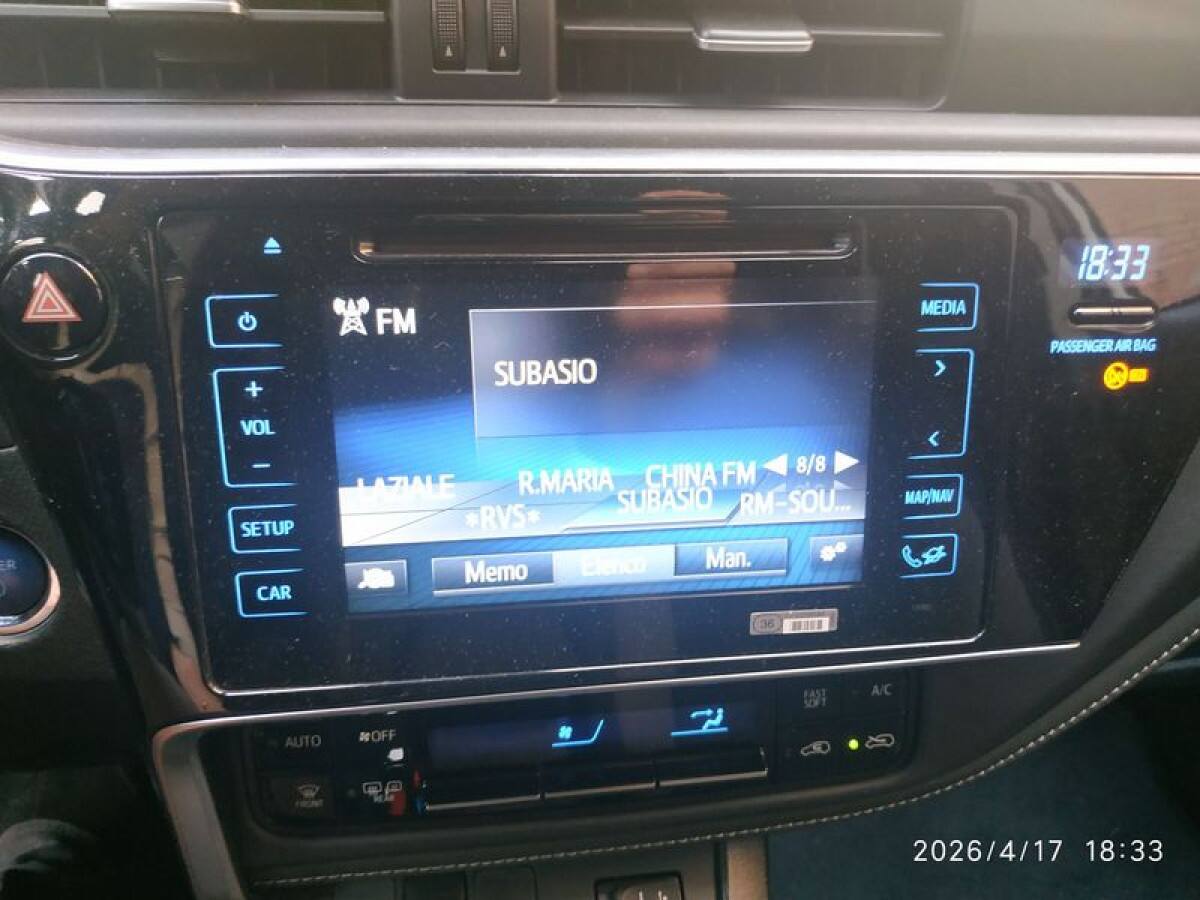 18:33
FM
MEDIA
PASSENGER AIR BAG
SUBASIO
+
VOL
−
LAZIALE R.MARIA CHINA FM 8/8
*RVS* SUBASIO RM-SOU...
MAP/NAV
SETUP
Memo Elenco Man.
CAR
36
FAST
SOFT
A/C
AUTO
OFF
FRONT
REAR
2026/4/17 18:33